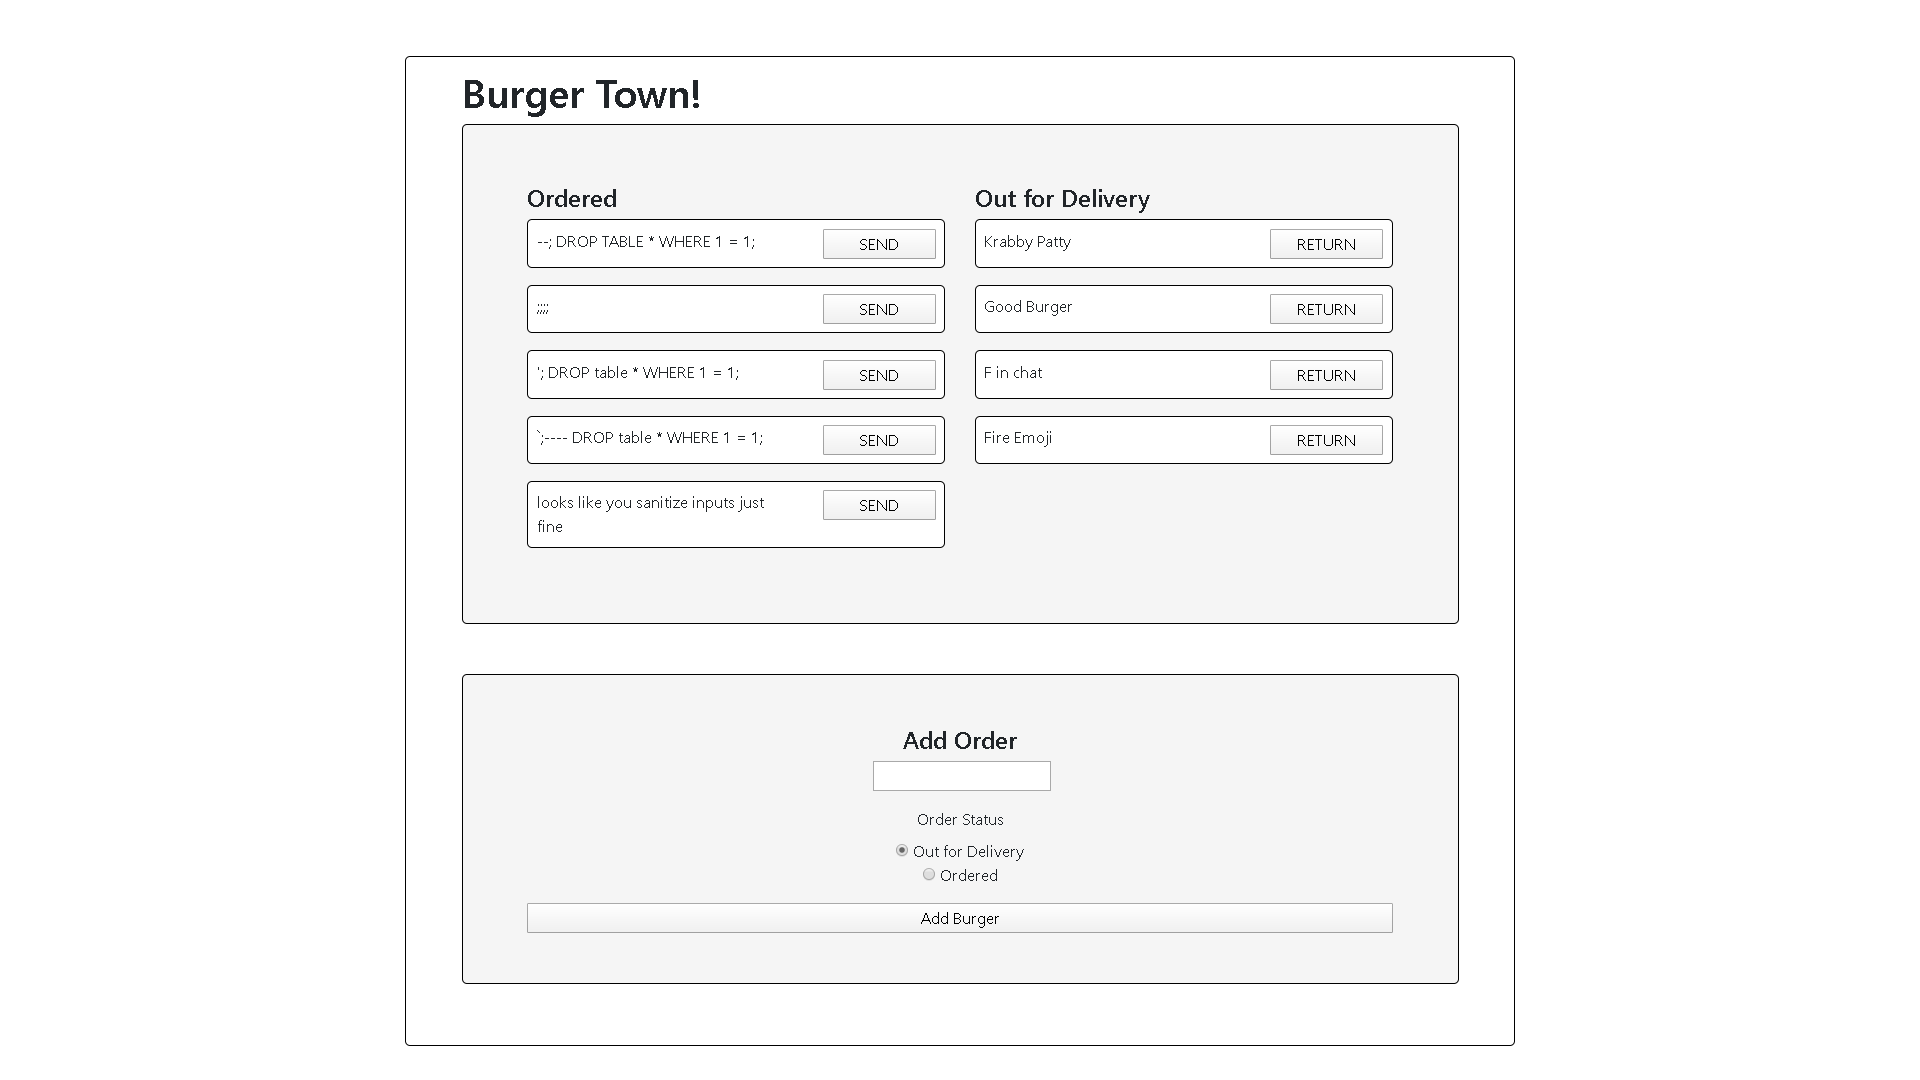 Burger Town!
Ordered
--; DROP TABLE * WHERE 1 = 1;
SEND
;;;;
SEND
'; DROP table * WHERE 1 = 1;
SEND
`;---- DROP table * WHERE 1 = 1;
SEND
looks like you sanitize inputs just
fine
SEND
Out for Delivery
Krabby Patty
RETURN
Good Burger
RETURN
F in chat
RETURN
Fire Emoji
RETURN
Add Order
Order Status
Out for Delivery
Ordered
Add Burger